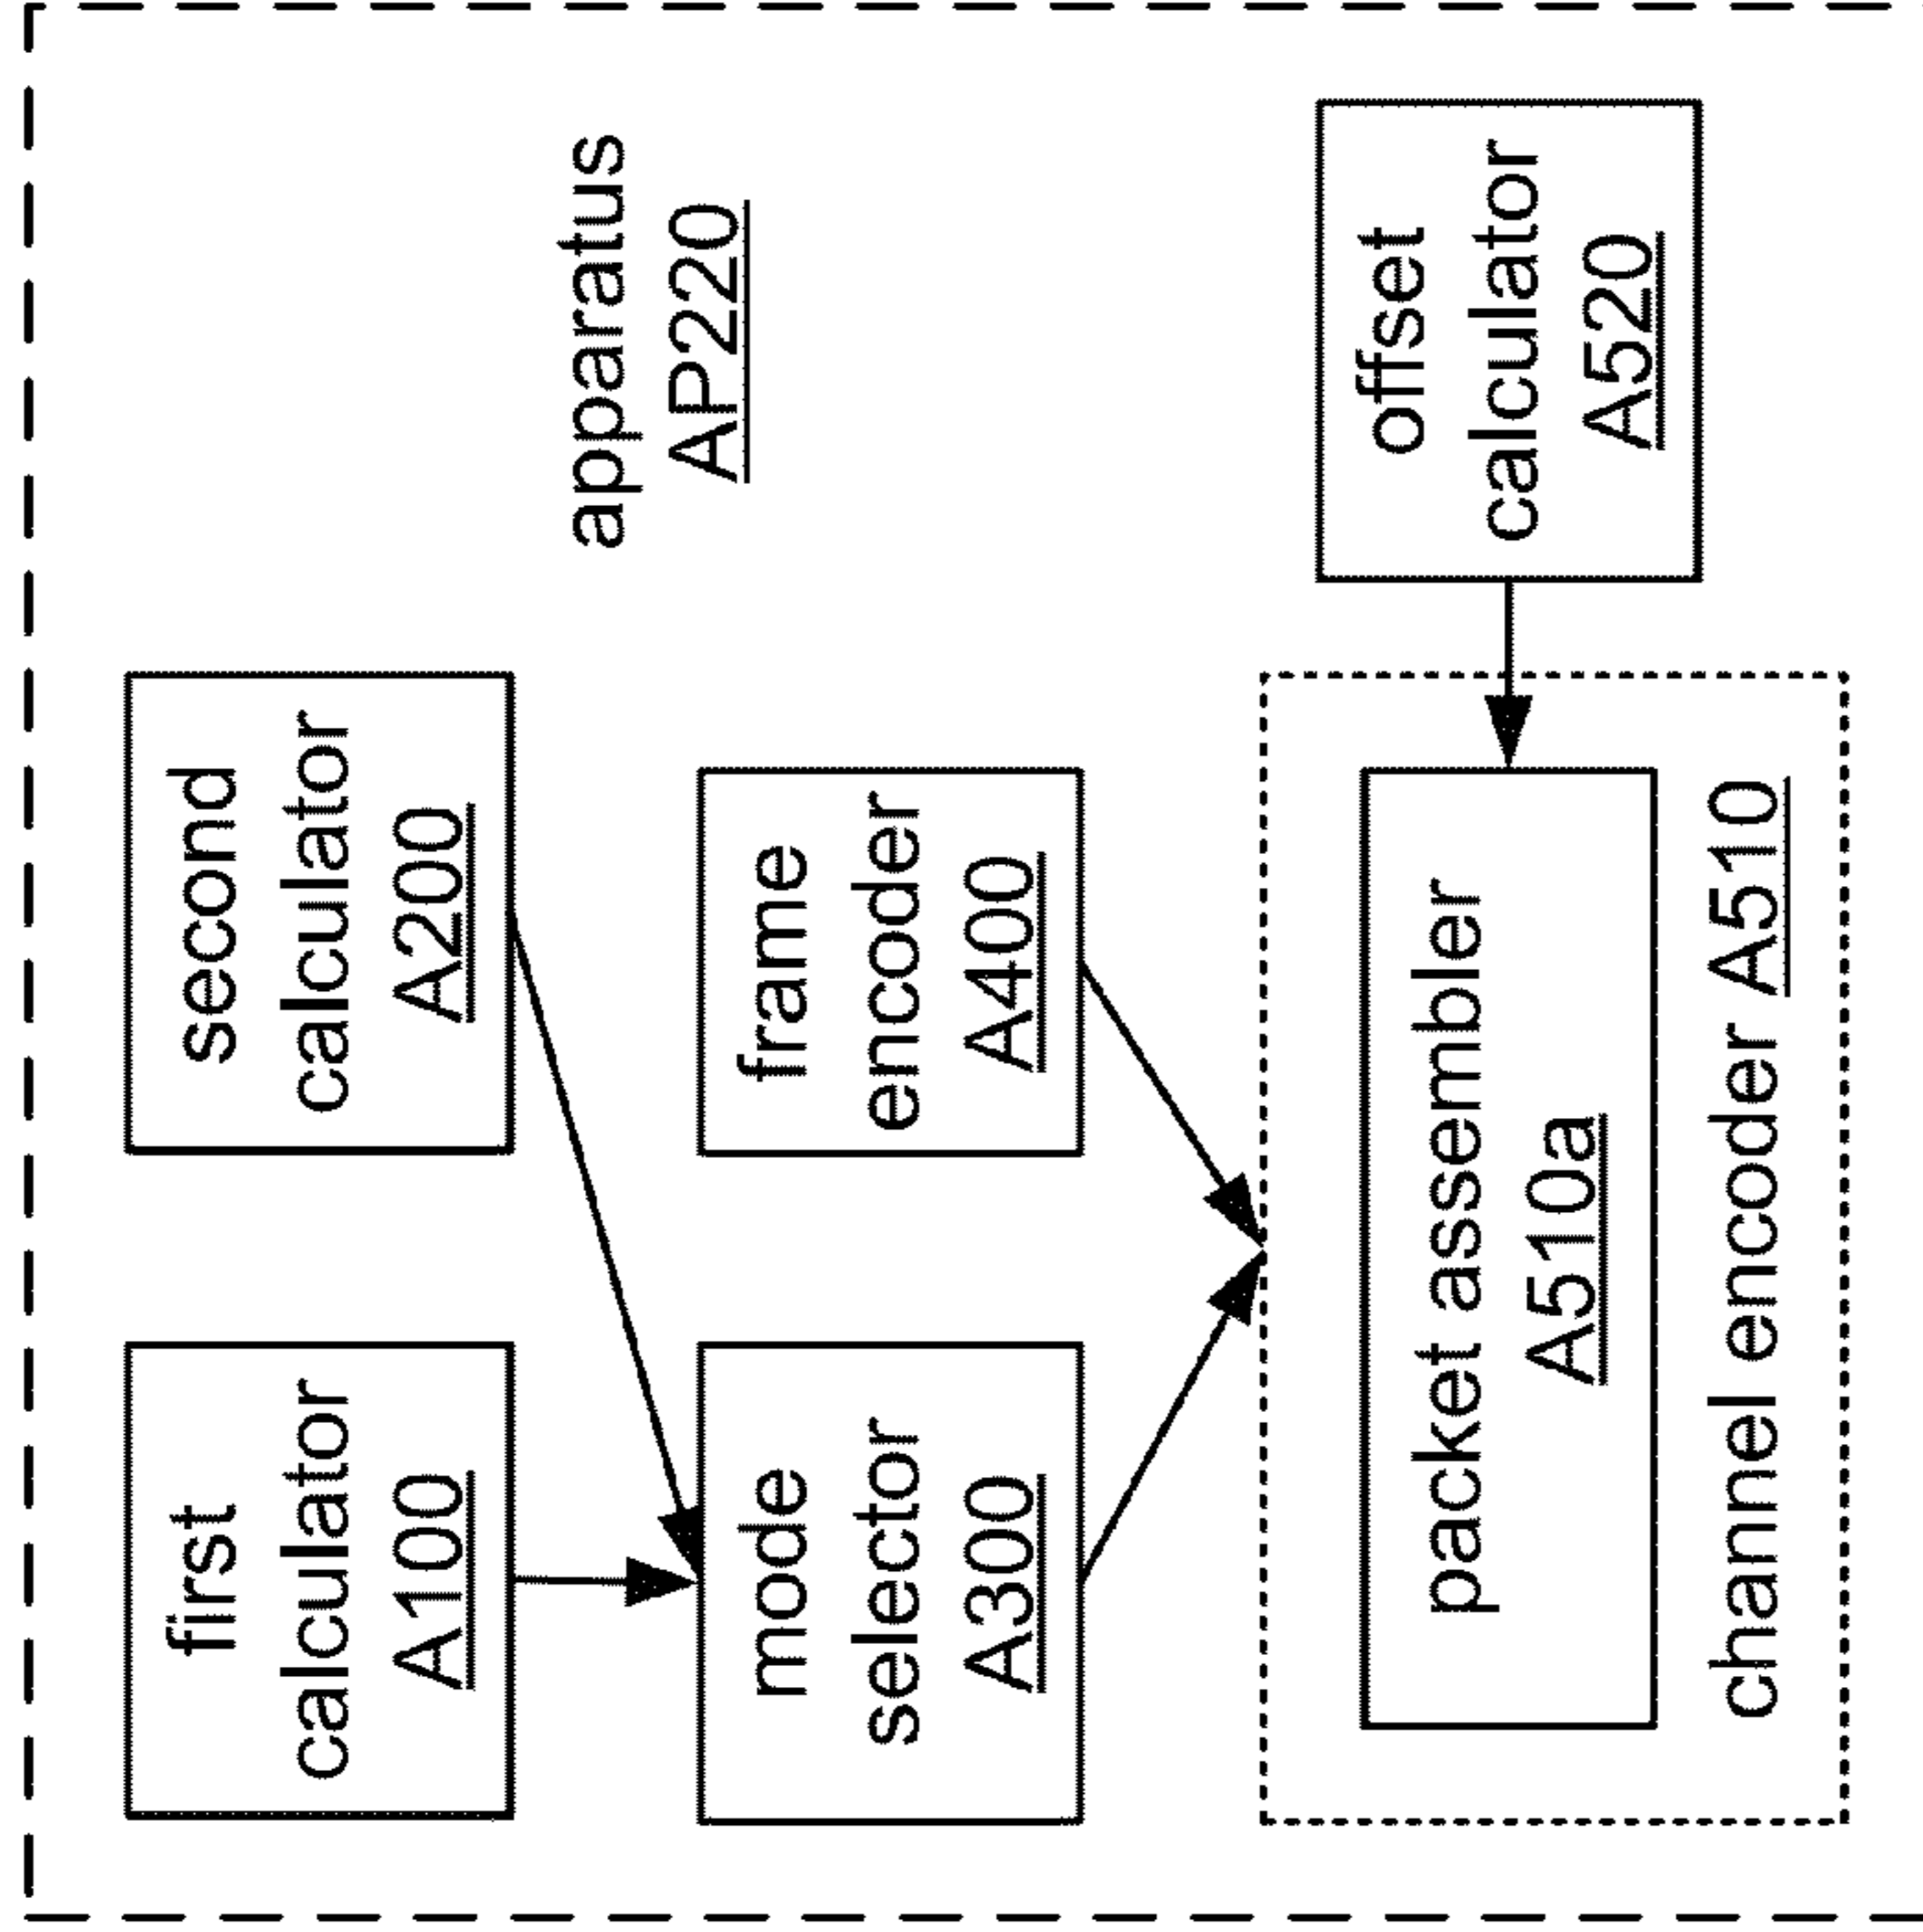 first
calculator
A100
second
calculator
A200
apparatus
AP220
mode
selector
A300
frame
encoder
A400
packet assembler
A510a
channel encoder A510
offset
calculator
A520